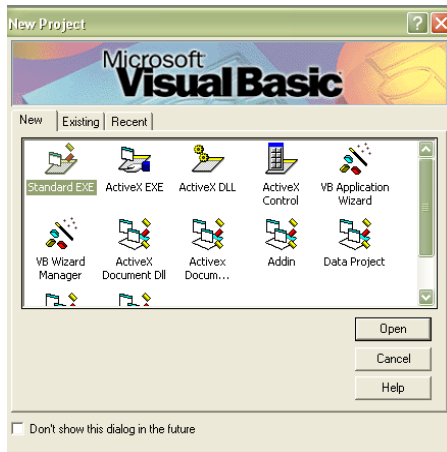 New Project
Microsoft
Visual Basic
New Existing Recent
Standard EXE ActiveX EXE ActiveX DLL ActiveX Control VB Application Wizard
VB Wizard Manager ActiveX Document Dll Activex Docum... Addin Data Project
Open
Cancel
Help
Don't show this dialog in the future